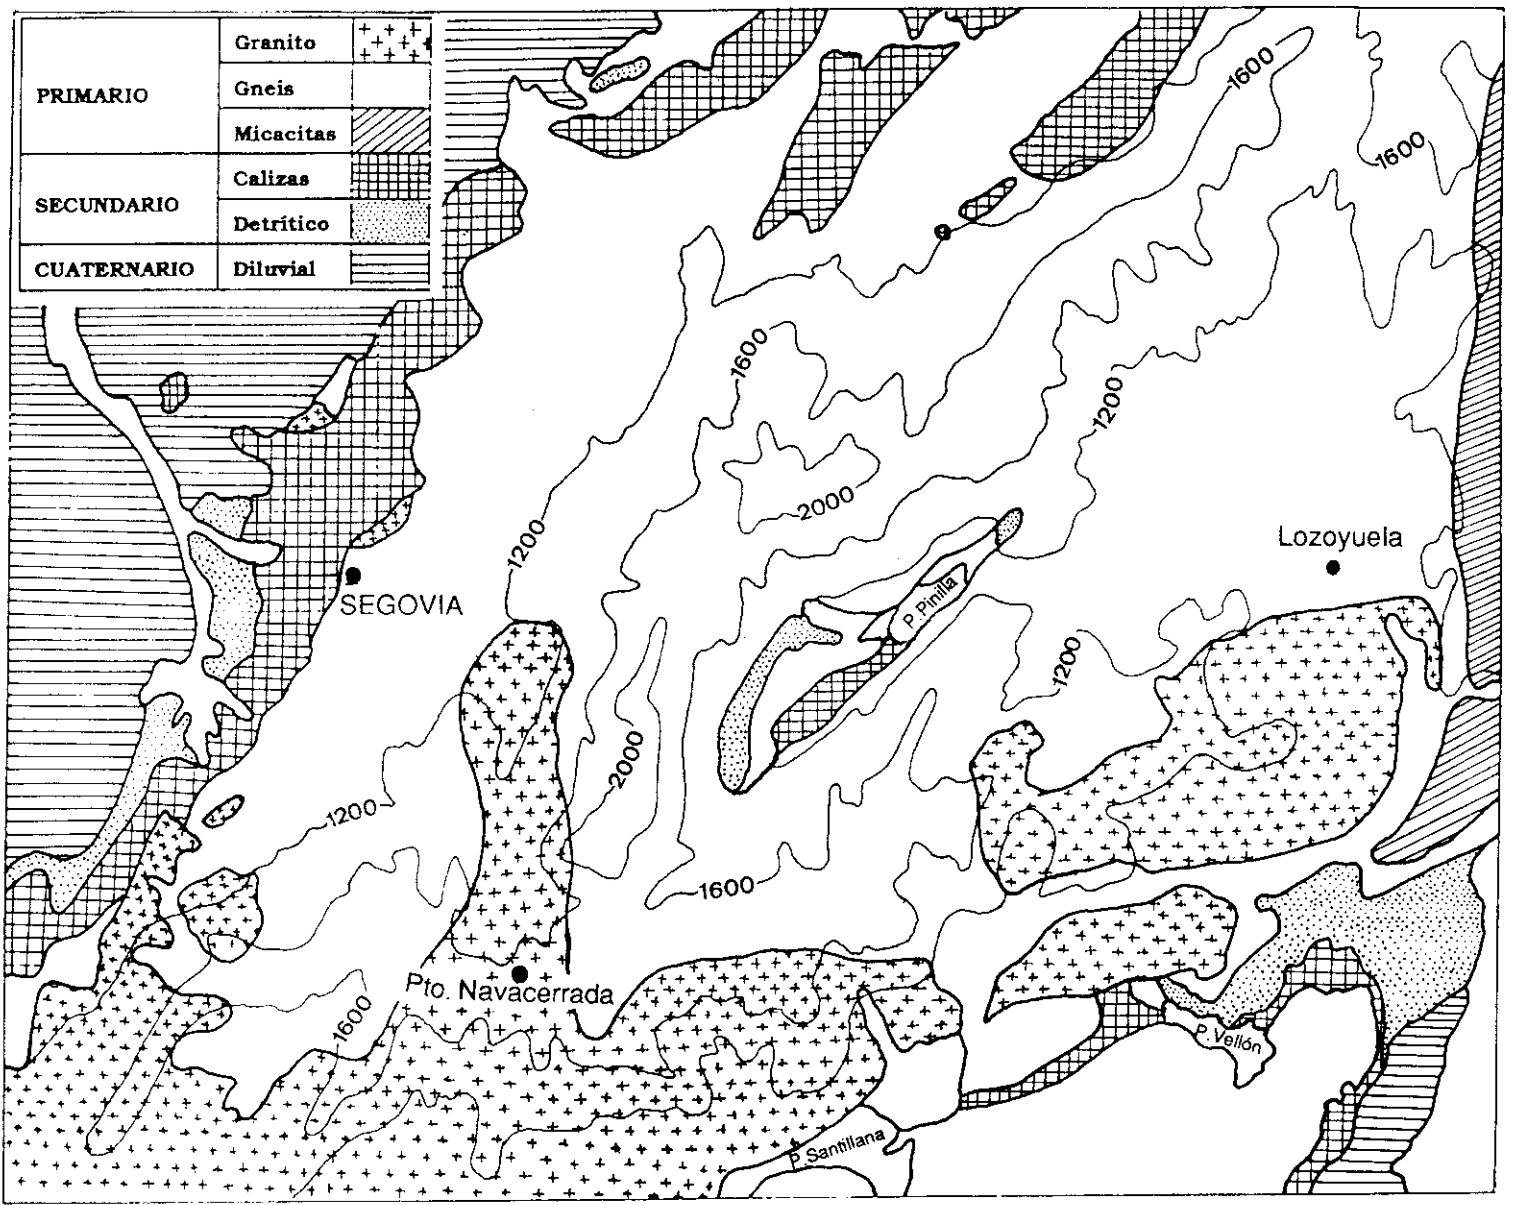 PRIMARIO
Granito
Gneis
Micacitas
SECUNDARIO
Calizas
Detrítico
CUATERNARIO
Diluvial
1600
1600
1600
1200
2000
1200
Lozoyuela
SEGOVIA
P. Pinilla
1200
2000
1200
1600
Pto. Navacerrada
1600
P. Vellón
P. Santillana